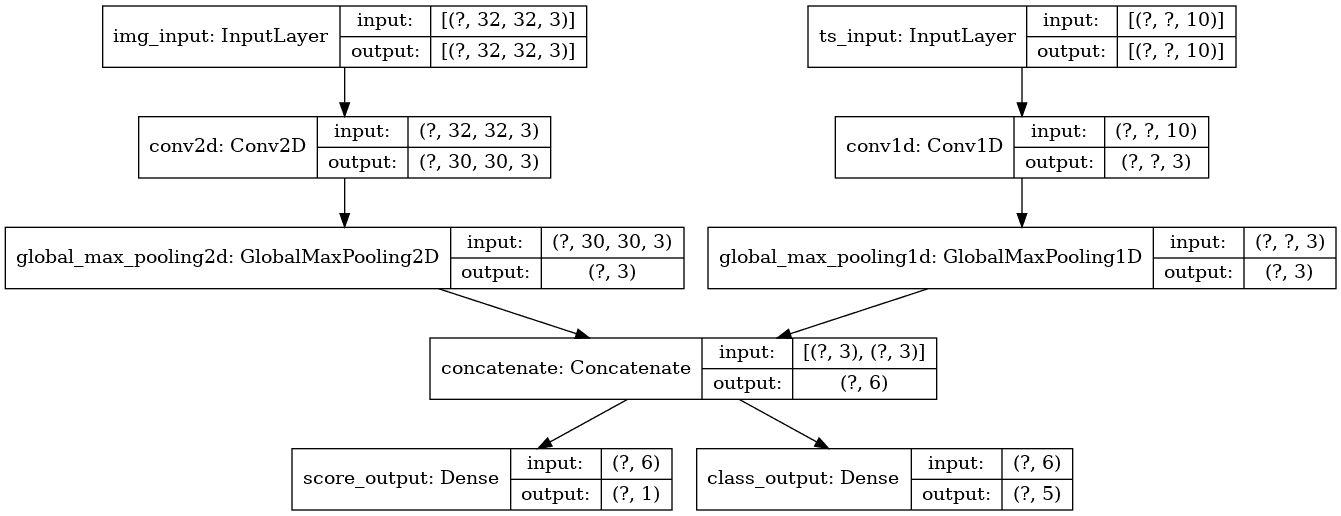 img_input: InputLayer
input:
[(?, 32, 32, 3)]
output:
[(?, 32, 32, 3)]
ts_input: InputLayer
input:
[(?, ?, 10)]
output:
[(?, ?, 10)]
conv2d: Conv2D
input:
(?, 32, 32, 3)
output:
(?, 30, 30, 3)
conv1d: Conv1D
input:
(?, ?, 10)
output:
(?, ?, 3)
global_max_pooling2d: GlobalMaxPooling2D
input:
(?, 30, 30, 3)
output:
(?, 3)
global_max_pooling1d: GlobalMaxPooling1D
input:
(?, ?, 3)
output:
(?, 3)
concatenate: Concatenate
input:
[(?, 3), (?, 3)]
output:
(?, 6)
score_output: Dense
input:
(?, 6)
output:
(?, 1)
class_output: Dense
input:
(?, 6)
output:
(?, 5)